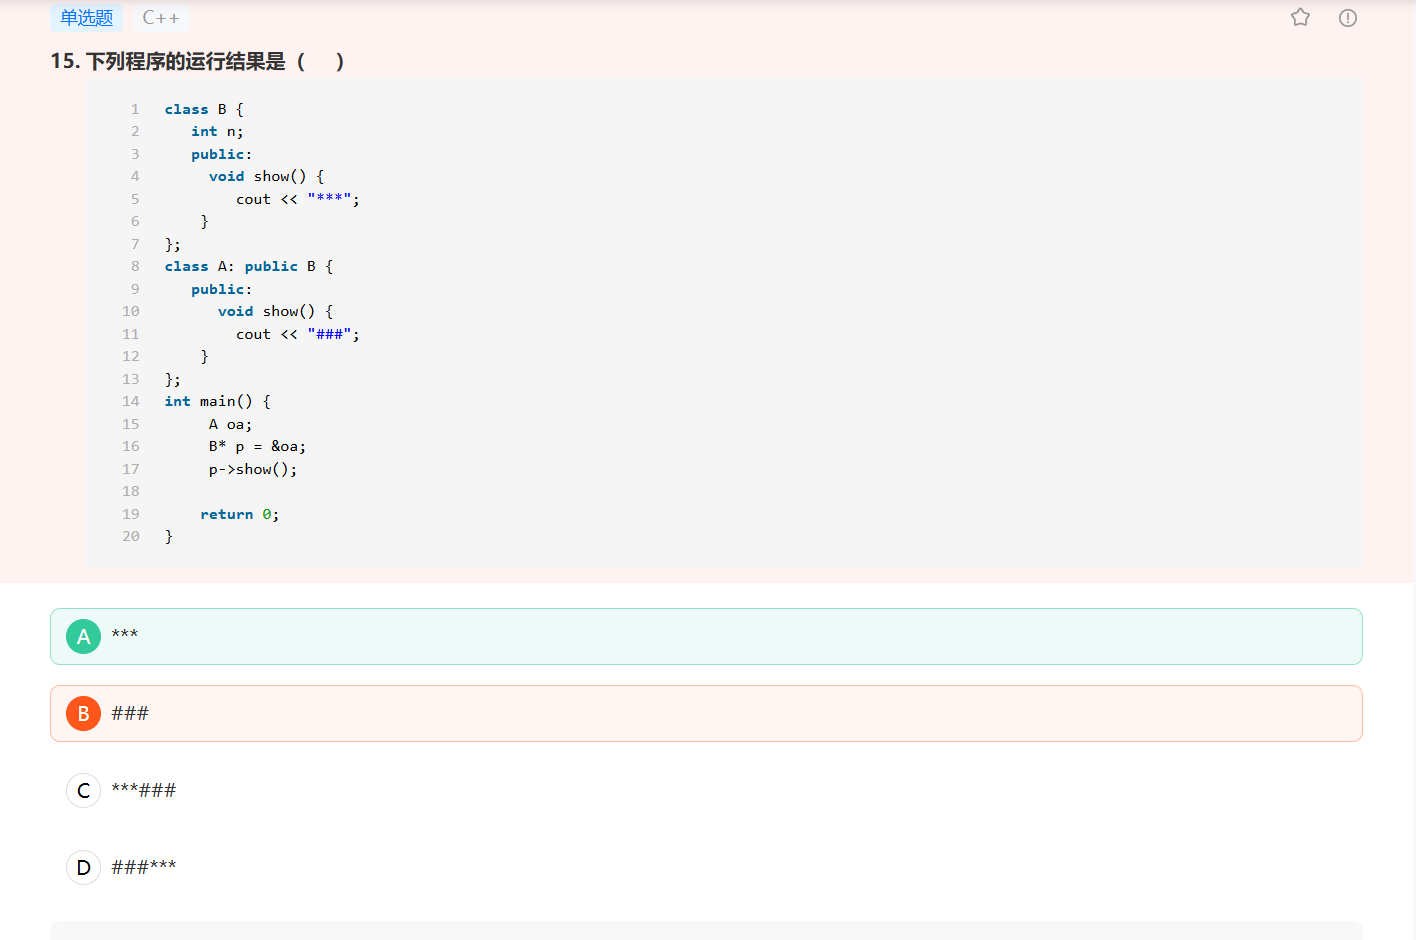 单选题 C++
15. 下列程序的运行结果是（ ）
1 class B {
2 int n;
3 public:
4 void show() {
5 cout << "***";
6 }
7 };
8 class A: public B {
9 public:
10 void show() {
11 cout << "###";
12 }
13 };
14 int main() {
15 A oa;
16 B* p = &oa;
17 p->show();
18
19 return 0;
20 }
A ***
B ###
C ***###
D ###***